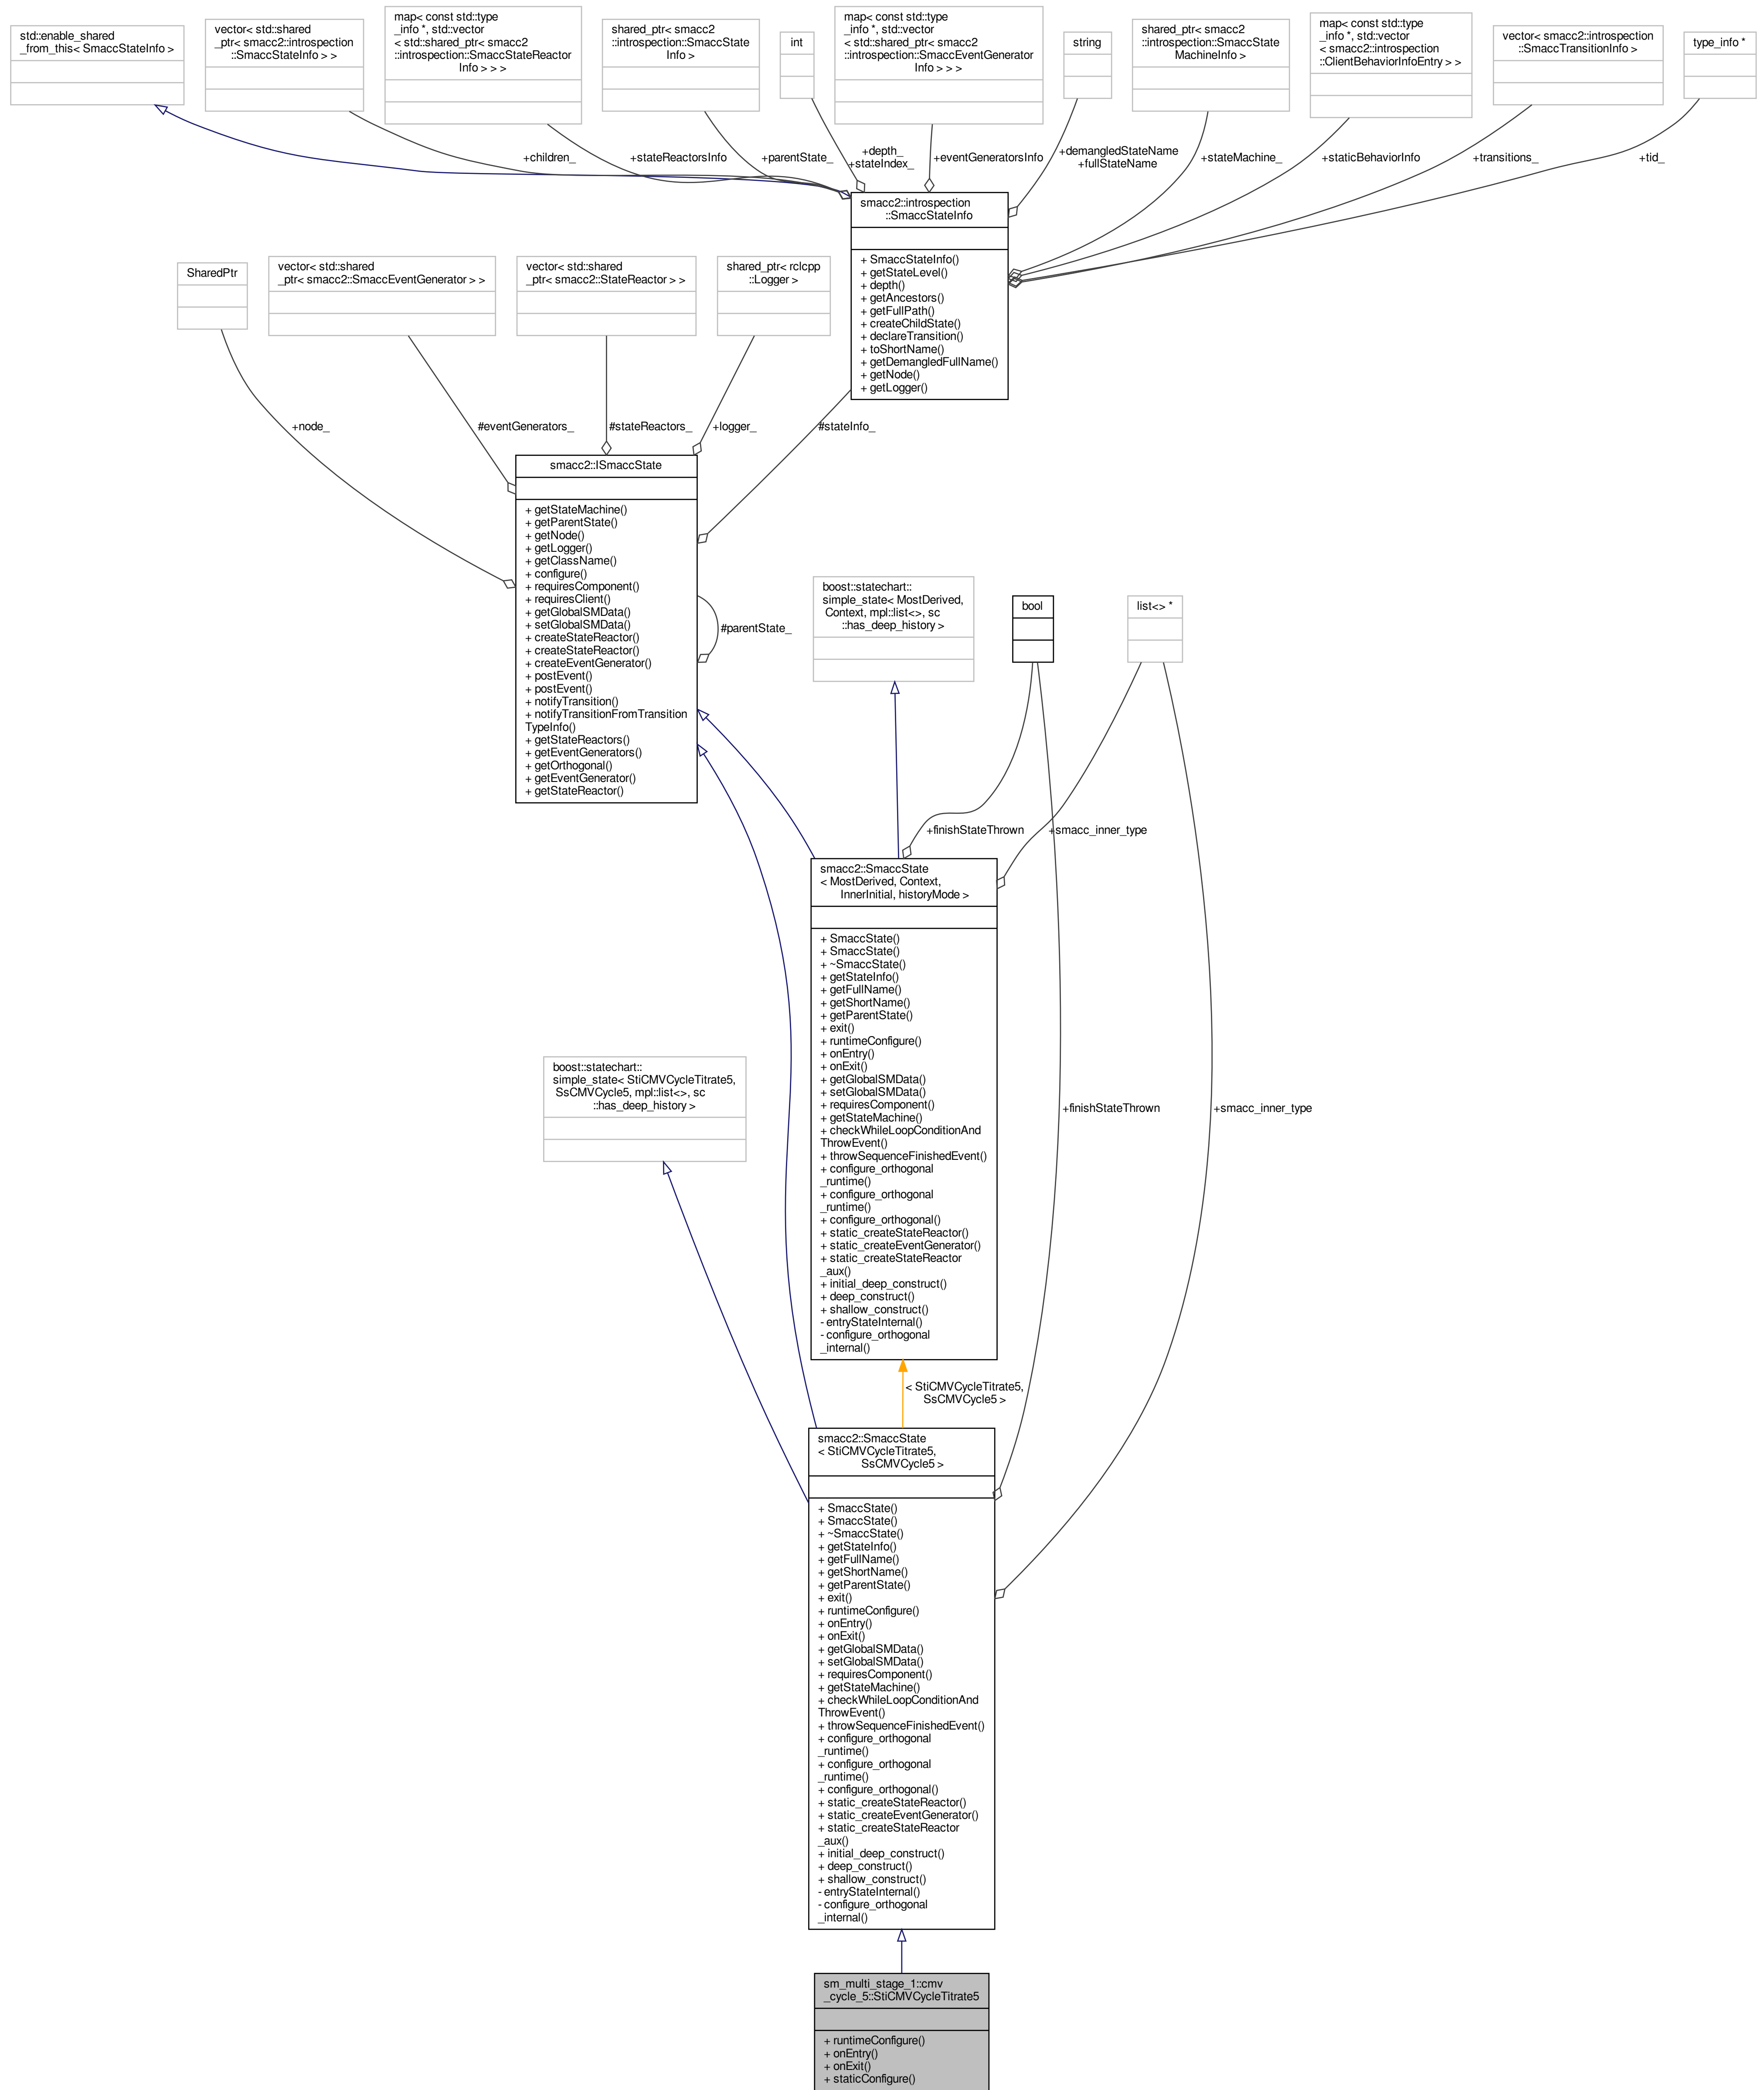 std::enable_shared
_from_this< SmaccStateInfo >
vector< std::shared
_ptr< smacc2::introspection
::SmaccStateInfo > >
map< const std::type
_info *, std::vector
< std::shared_ptr< smacc2
::introspection::SmaccStateReactor
Info > > >
shared_ptr< smacc2
::introspection::SmaccState
Info >
int
map< const std::type
_info *, std::vector
< std::shared_ptr< smacc2
::introspection::SmaccEventGenerator
Info > > >
string
shared_ptr< smacc2
::introspection::SmaccState
MachineInfo >
map< const std::type
_info *, std::vector
< smacc2::introspection
::ClientBehaviorInfoEntry > >
vector< smacc2::introspection
::SmaccTransitionInfo >
type_info *
+children_
+stateReactorsInfo
+parentState_
+depth_
+stateIndex_
+eventGeneratorsInfo
+demangledStateName
+fullStateName
+stateMachine_
+staticBehaviorInfo
+transitions_
+tid_
smacc2::introspection
::SmaccStateInfo
+ SmaccStateInfo()
+ getStateLevel()
+ depth()
+ getAncestors()
+ getFullPath()
+ createChildState()
+ declareTransition()
+ toShortName()
+ getDemangledFullName()
+ getNode()
+ getLogger()
SharedPtr
vector< std::shared
_ptr< smacc2::SmaccEventGenerator > >
vector< std::shared
_ptr< smacc2::StateReactor > >
shared_ptr< rclcpp
::Logger >
+node_
#eventGenerators_
#stateReactors_
+logger_
#stateInfo_
smacc2::ISmaccState
+ getStateMachine()
+ getParentState()
+ getNode()
+ getLogger()
+ getClassName()
+ configure()
+ requiresComponent()
+ requiresClient()
+ getGlobalSMData()
+ setGlobalSMData()
+ createStateReactor()
+ createStateReactor()
+ createEventGenerator()
+ postEvent()
+ postEvent()
+ notifyTransition()
+ notifyTransitionFromTransition
TypeInfo()
+ getStateReactors()
+ getEventGenerators()
+ getOrthogonal()
+ getEventGenerator()
+ getStateReactor()
#parentState_
boost::statechart::
simple_state< MostDerived,
Context, mpl::list<>, sc
::has_deep_history >
bool
list<> *
+finishStateThrown
+smacc_inner_type
smacc2::SmaccState
< MostDerived, Context,
InnerInitial, historyMode >
+ SmaccState()
+ SmaccState()
+ ~SmaccState()
+ getStateInfo()
+ getFullName()
+ getShortName()
+ getParentState()
+ exit()
+ runtimeConfigure()
+ onEntry()
+ onExit()
+ getGlobalSMData()
+ setGlobalSMData()
+ requiresComponent()
+ getStateMachine()
+ checkWhileLoopConditionAnd
ThrowEvent()
+ throwSequenceFinishedEvent()
+ configure_orthogonal
_runtime()
+ configure_orthogonal
_runtime()
+ configure_orthogonal()
+ static_createStateReactor()
+ static_createEventGenerator()
+ static_createStateReactor
_aux()
+ initial_deep_construct()
+ deep_construct()
+ shallow_construct()
- entryStateInternal()
- configure_orthogonal
_internal()
boost::statechart::
simple_state< StiCMVCycleTitrate5,
SsCMVCycle5, mpl::list<>, sc
::has_deep_history >
+finishStateThrown
+smacc_inner_type
< StiCMVCycleTitrate5,
SsCMVCycle5 >
smacc2::SmaccState
< StiCMVCycleTitrate5,
SsCMVCycle5 >
+ SmaccState()
+ SmaccState()
+ ~SmaccState()
+ getStateInfo()
+ getFullName()
+ getShortName()
+ getParentState()
+ exit()
+ runtimeConfigure()
+ onEntry()
+ onExit()
+ getGlobalSMData()
+ setGlobalSMData()
+ requiresComponent()
+ getStateMachine()
+ checkWhileLoopConditionAnd
ThrowEvent()
+ throwSequenceFinishedEvent()
+ configure_orthogonal
_runtime()
+ configure_orthogonal
_runtime()
+ configure_orthogonal()
+ static_createStateReactor()
+ static_createEventGenerator()
+ static_createStateReactor
_aux()
+ initial_deep_construct()
+ deep_construct()
+ shallow_construct()
- entryStateInternal()
- configure_orthogonal
_internal()
sm_multi_stage_1::cmv
_cycle_5::StiCMVCycleTitrate5
+ runtimeConfigure()
+ onEntry()
+ onExit()
+ staticConfigure()